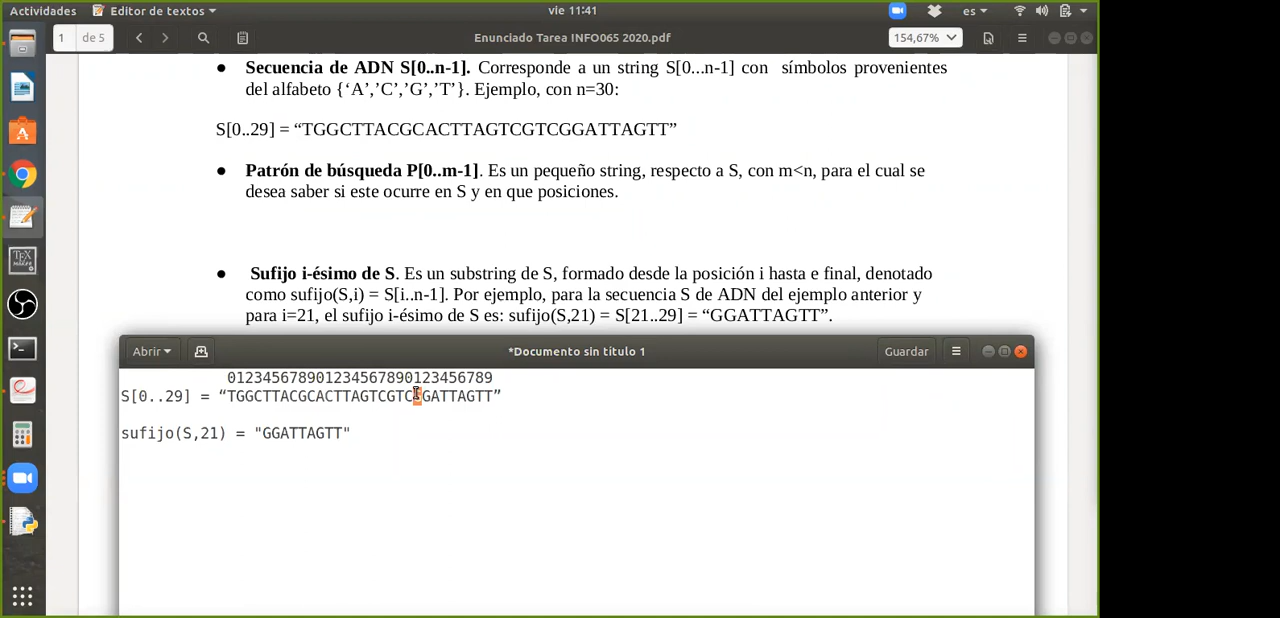 Actividades
Editor de textos
vie 11:41
es
1
de 5
Enunciado Tarea INFO065 2020.pdf
154,67%
● Secuencia de ADN S[0..n-1]. Corresponde a un string S[0...n-1] con símbolos provenientes
del alfabeto {‘A’,’C’,’G’,’T’}. Ejemplo, con n=30:
S[0..29] = “TGGCTTACGCACTTAGTCGTCGGATTAGTT”
● Patrón de búsqueda P[0..m-1]. Es un pequeño string, respecto a S, con m<n, para el cual se
desea saber si este ocurre en S y en que posiciones.
● Sufijo i-ésimo de S. Es un substring de S, formado desde la posición i hasta e final, denotado
como sufijo(S,i) = S[i..n-1]. Por ejemplo, para la secuencia S de ADN del ejemplo anterior y
para i=21, el sufijo i-ésimo de S es: sufijo(S,21) = S[21..29] = “GGATTAGTT”.
Abrir
*Documento sin título 1
Guardar
012345678901234567890123456789
S[0..29] = “TGGCTTACGCACTTAGTCGTCGGATTAGTT”
sufijo(S,21) = "GGATTAGTT"